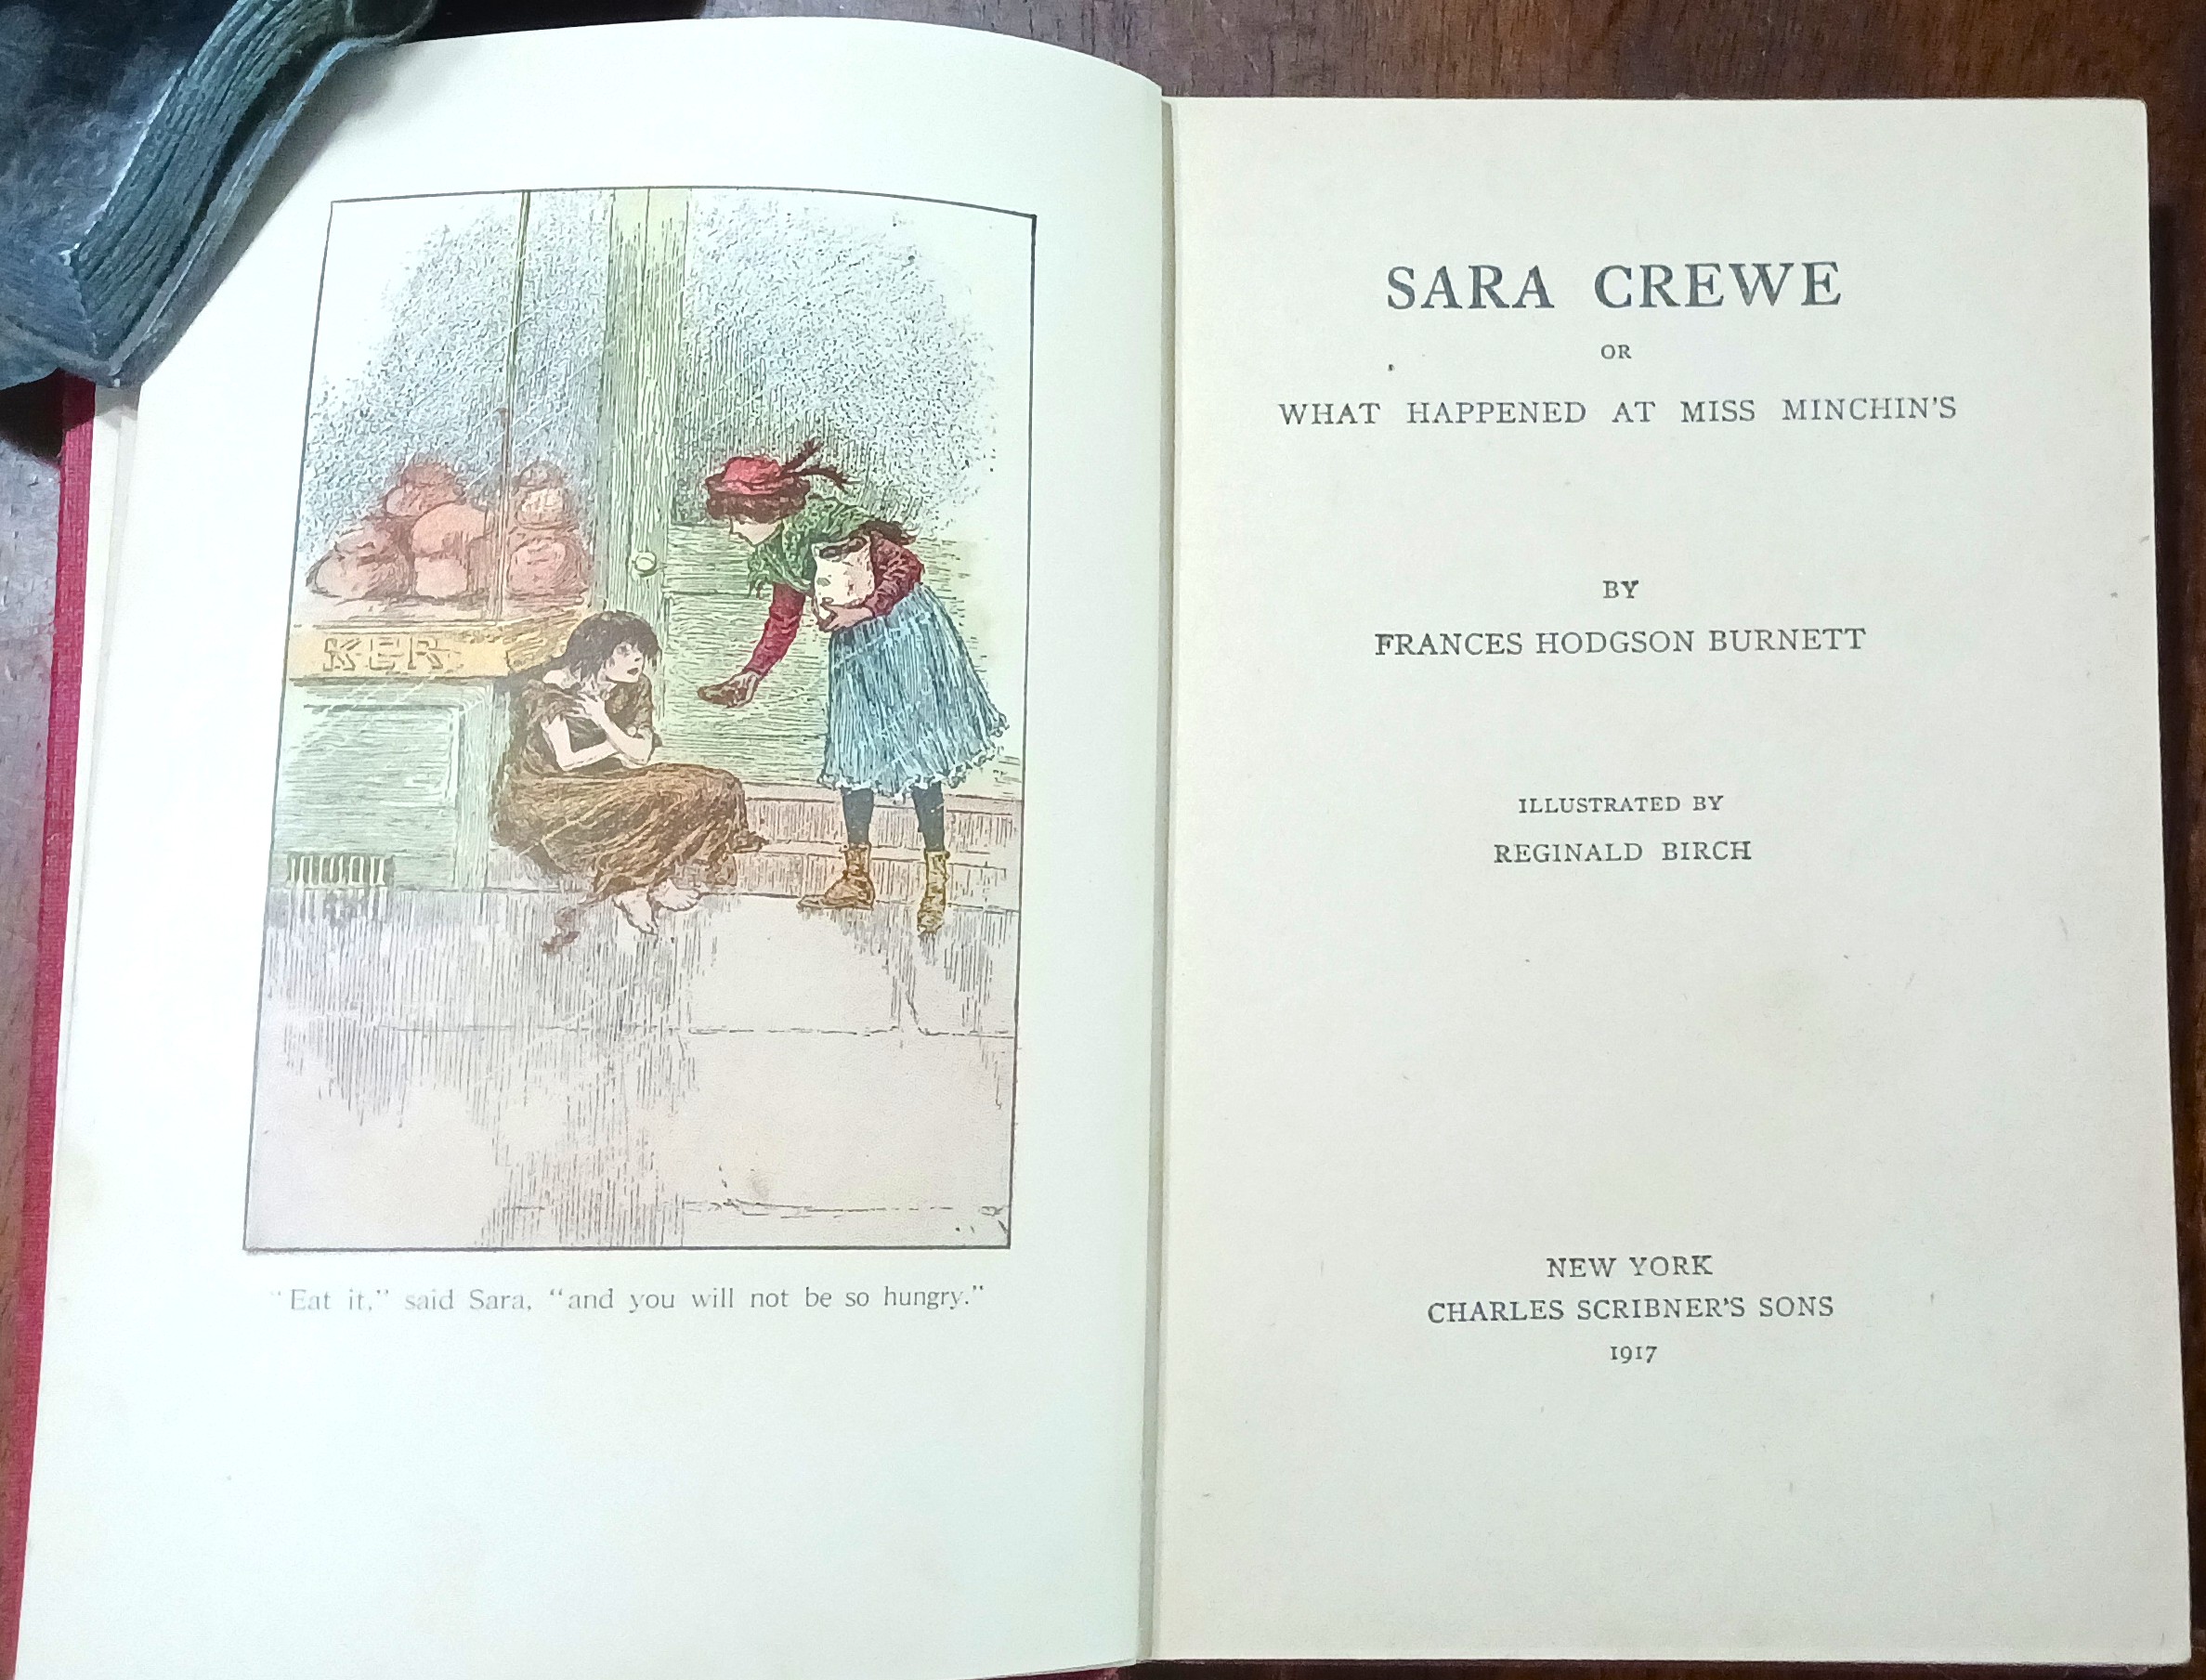 KER
"Eat it," said Sara, "and you will not be so hungry."
SARA CREWE
OR
WHAT HAPPENED AT MISS MINCHIN'S
BY
FRANCES HODGSON BURNETT
ILLUSTRATED BY
REGINALD BIRCH
NEW YORK
CHARLES SCRIBNER'S SONS
1917